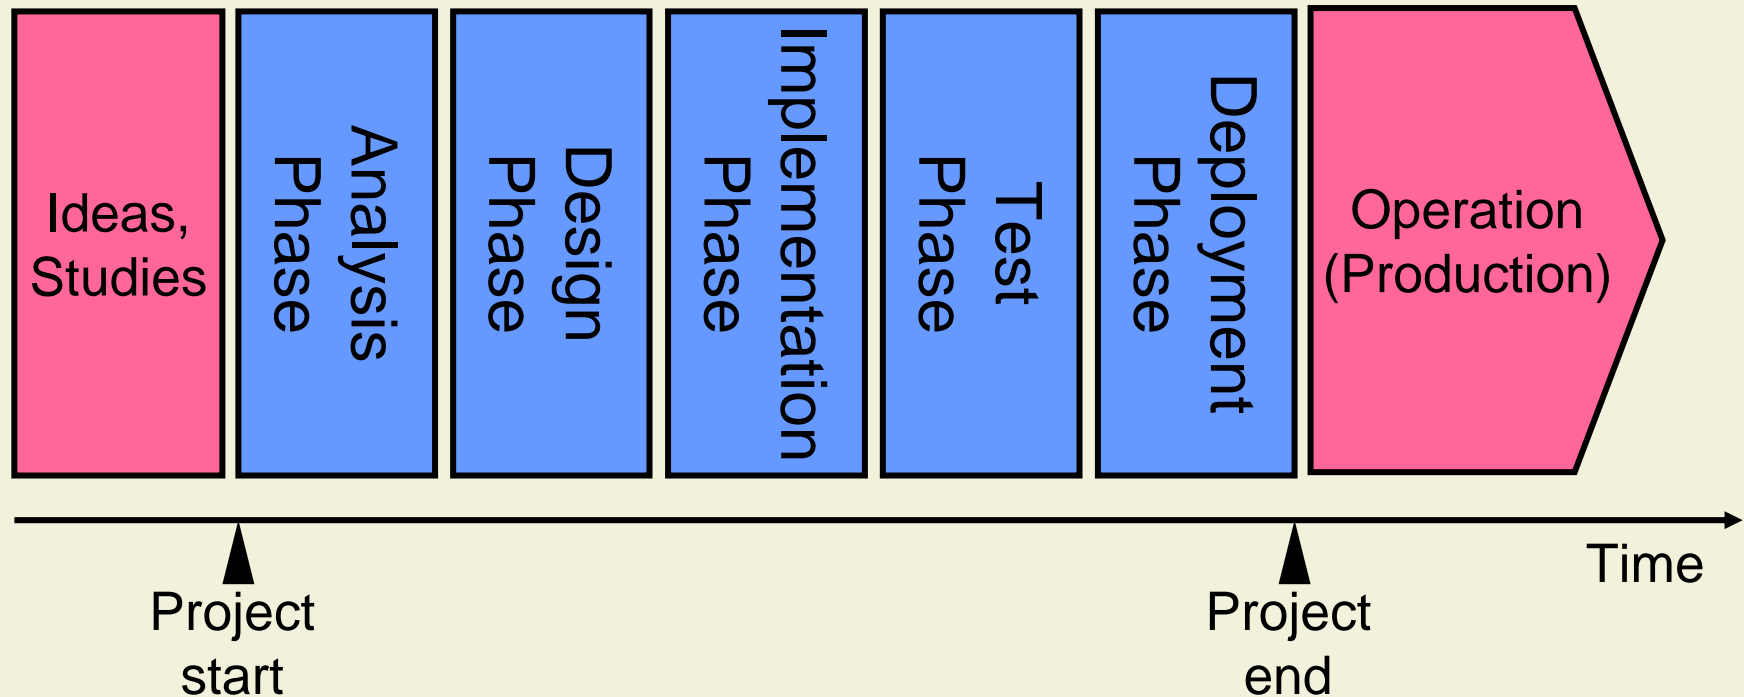 Ideas,
Studies
Analysis
Phase
Design
Phase
Implementation
Phase
Test
Phase
Deployment
Phase
Operation
(Production)
Time
Project
start
Project
end